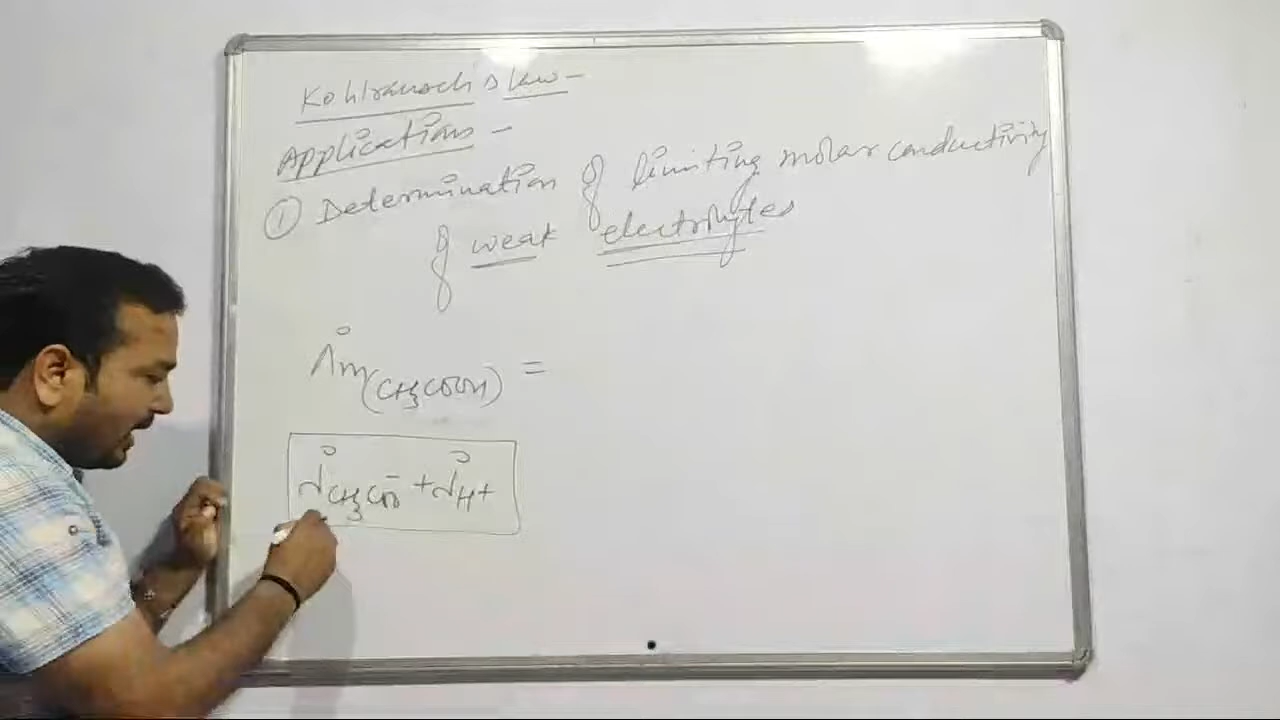 Kohlrausch's law -
Applications -
① Determination of limiting molar conductivity
of weak electrolytes
Λ°m(CH3COOH) =
λ°CH3COO⁻ + λ°H+